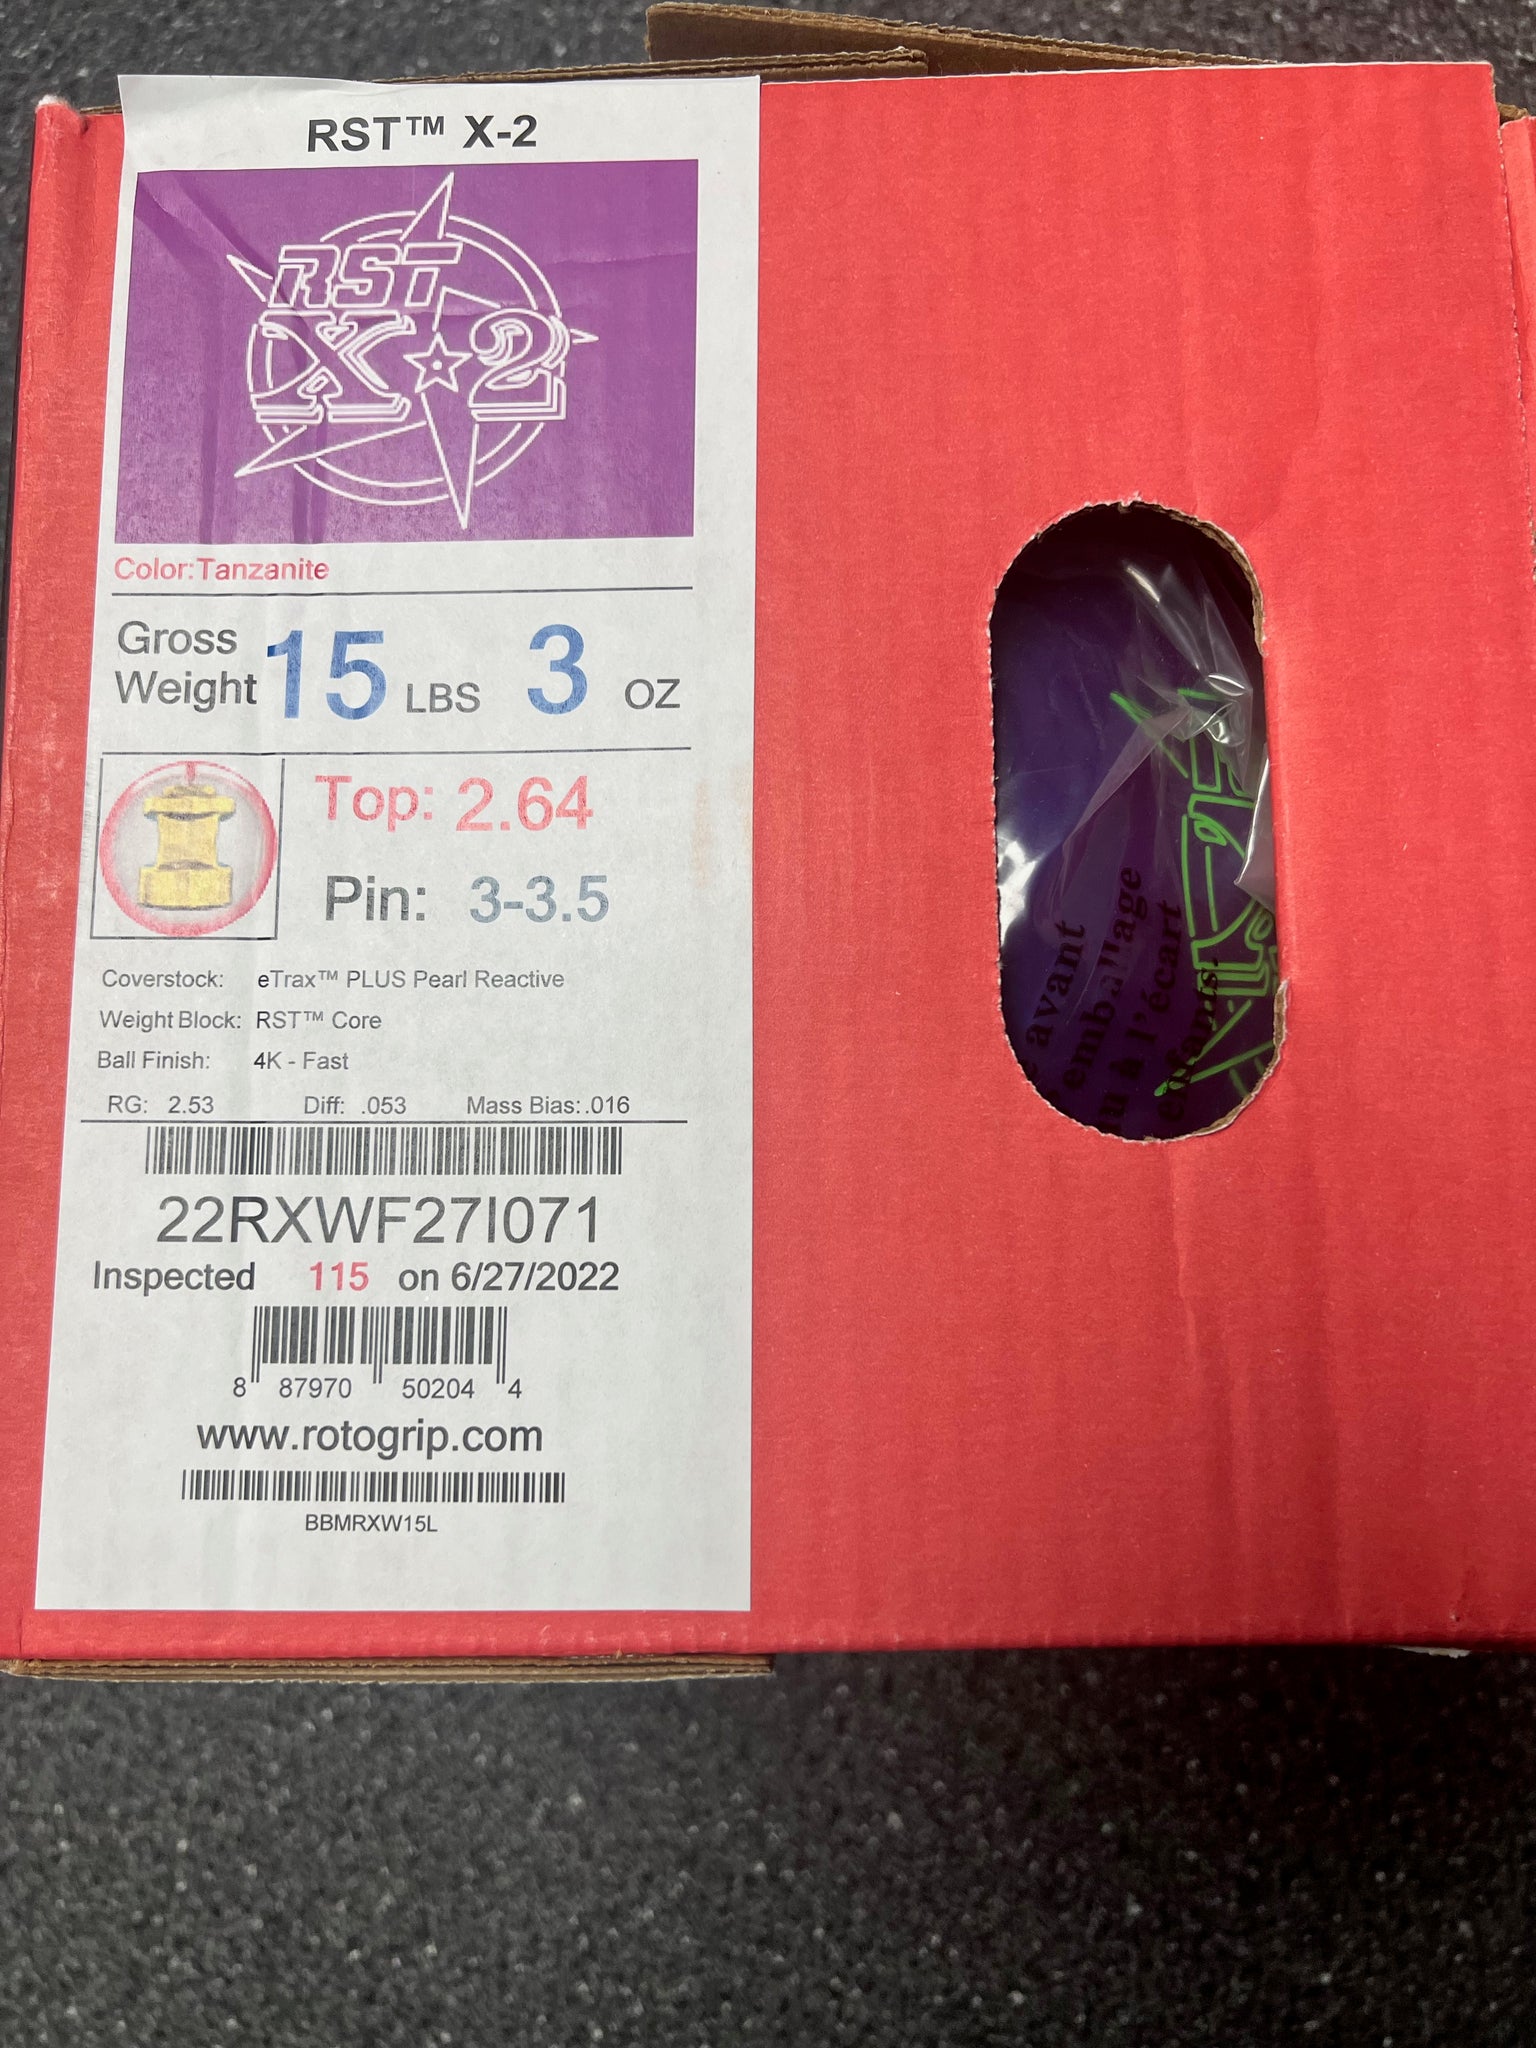 RST™ X-2
RST
X★2
Color:Tanzanite
Gross Weight 15 LBS 3 OZ
Top: 2.64
Pin: 3-3.5
Coverstock: eTrax™ PLUS Pearl Reactive
Weight Block: RST™ Core
Ball Finish: 4K - Fast
RG: 2.53 Diff: .053 Mass Bias:.016
22RXWF27I071
Inspected 115 on 6/27/2022
8 87970 50204 4
www.rotogrip.com
BBMRXW15L
avant
emballage
à l'écart
enfants.